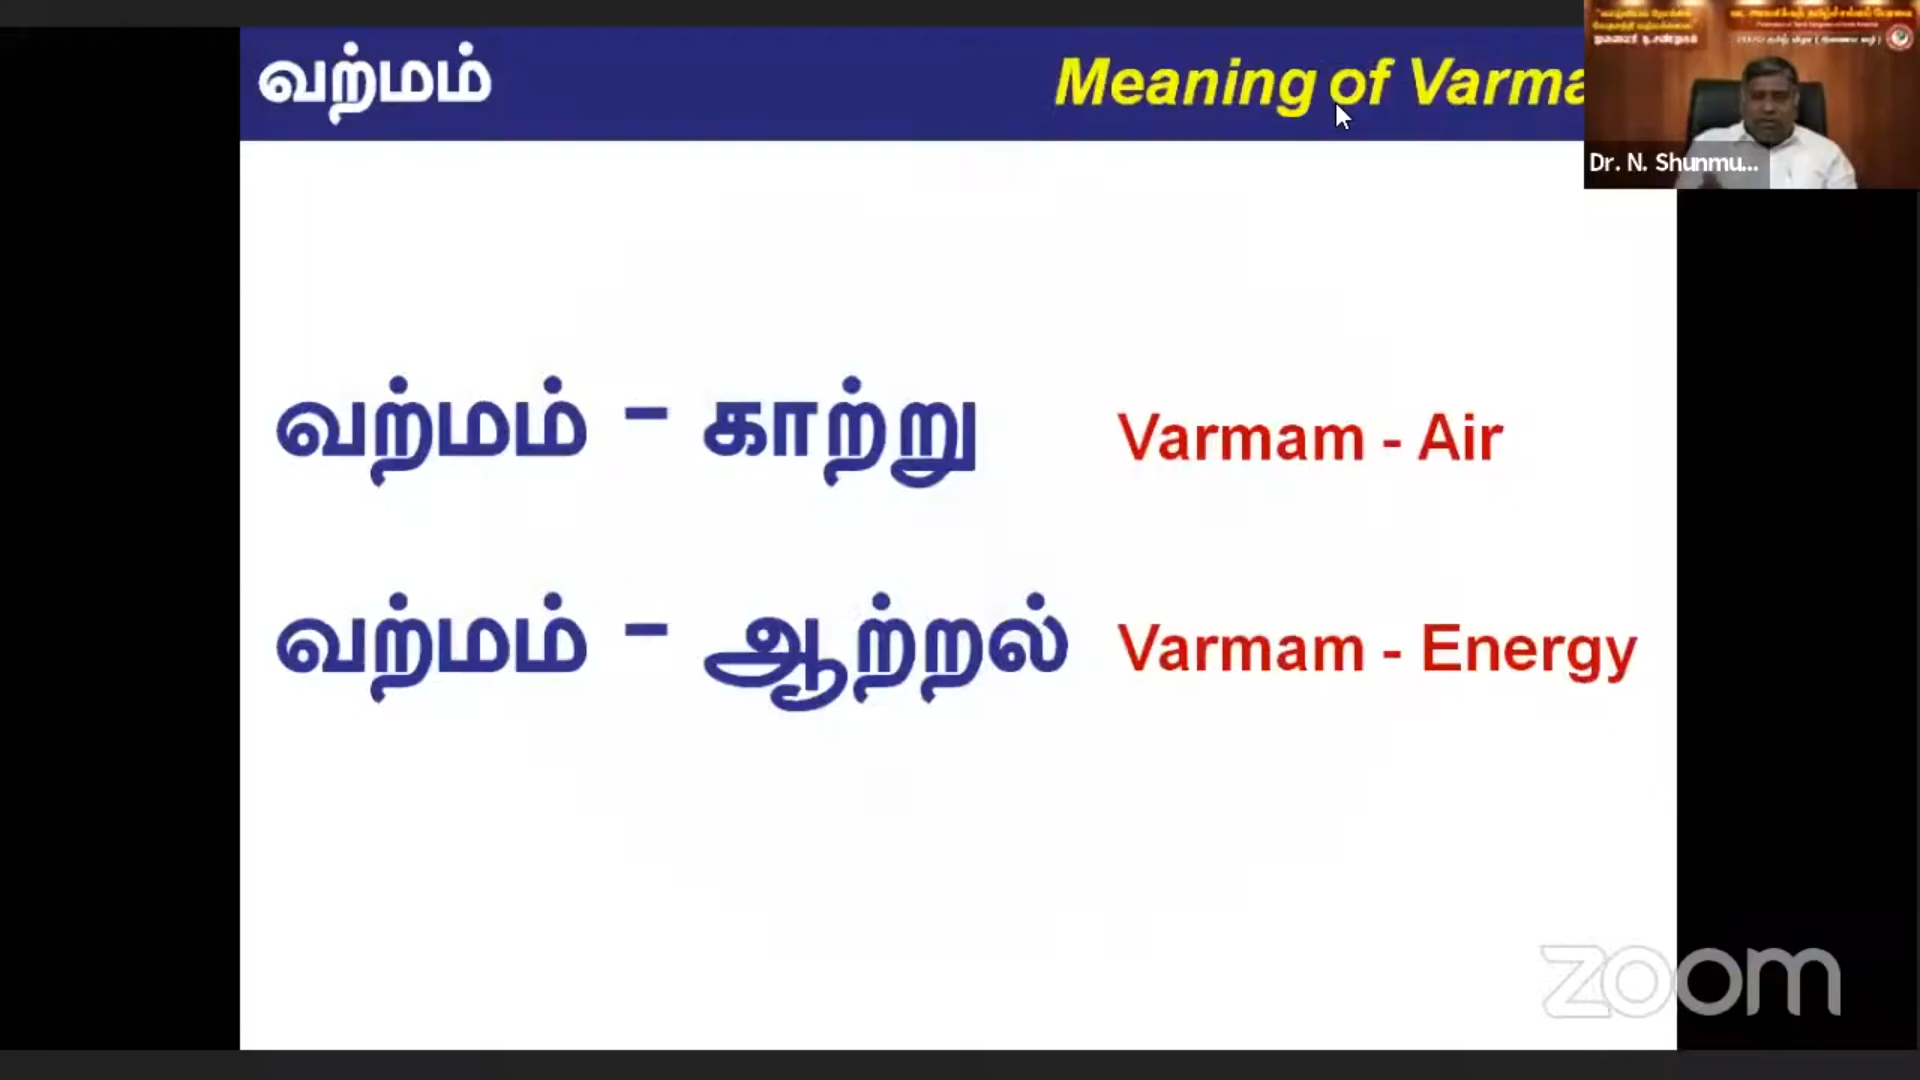 வற்மம்
Meaning of Varma
Dr. N. Shunmu...
வற்மம் - காற்று
Varmam - Air
வற்மம் - ஆற்றல்
Varmam - Energy
zoom